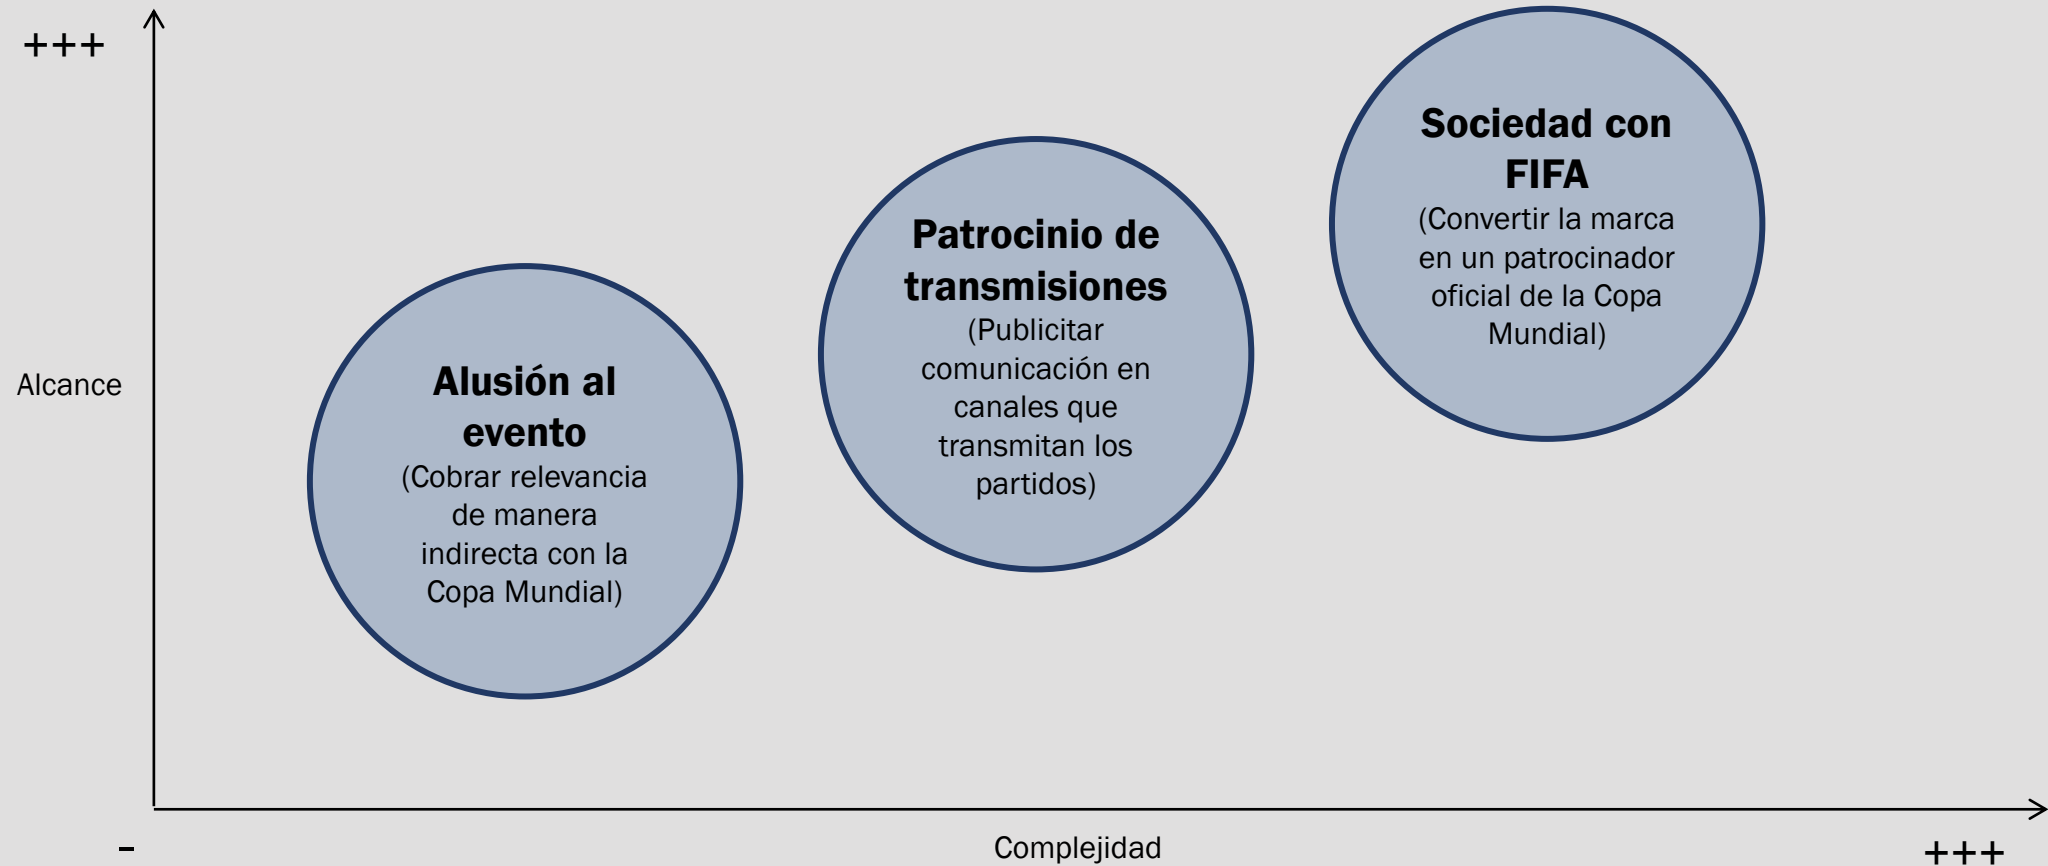 +++
Alcance
Alusión al
evento
(Cobrar relevancia
de manera
indirecta con la
Copa Mundial)
Patrocinio de
transmisiones
(Publicitar
comunicación en
canales que
transmitan los
partidos)
Sociedad con
FIFA
(Convertir la marca
en un patrocinador
oficial de la Copa
Mundial)
-
Complejidad
+++